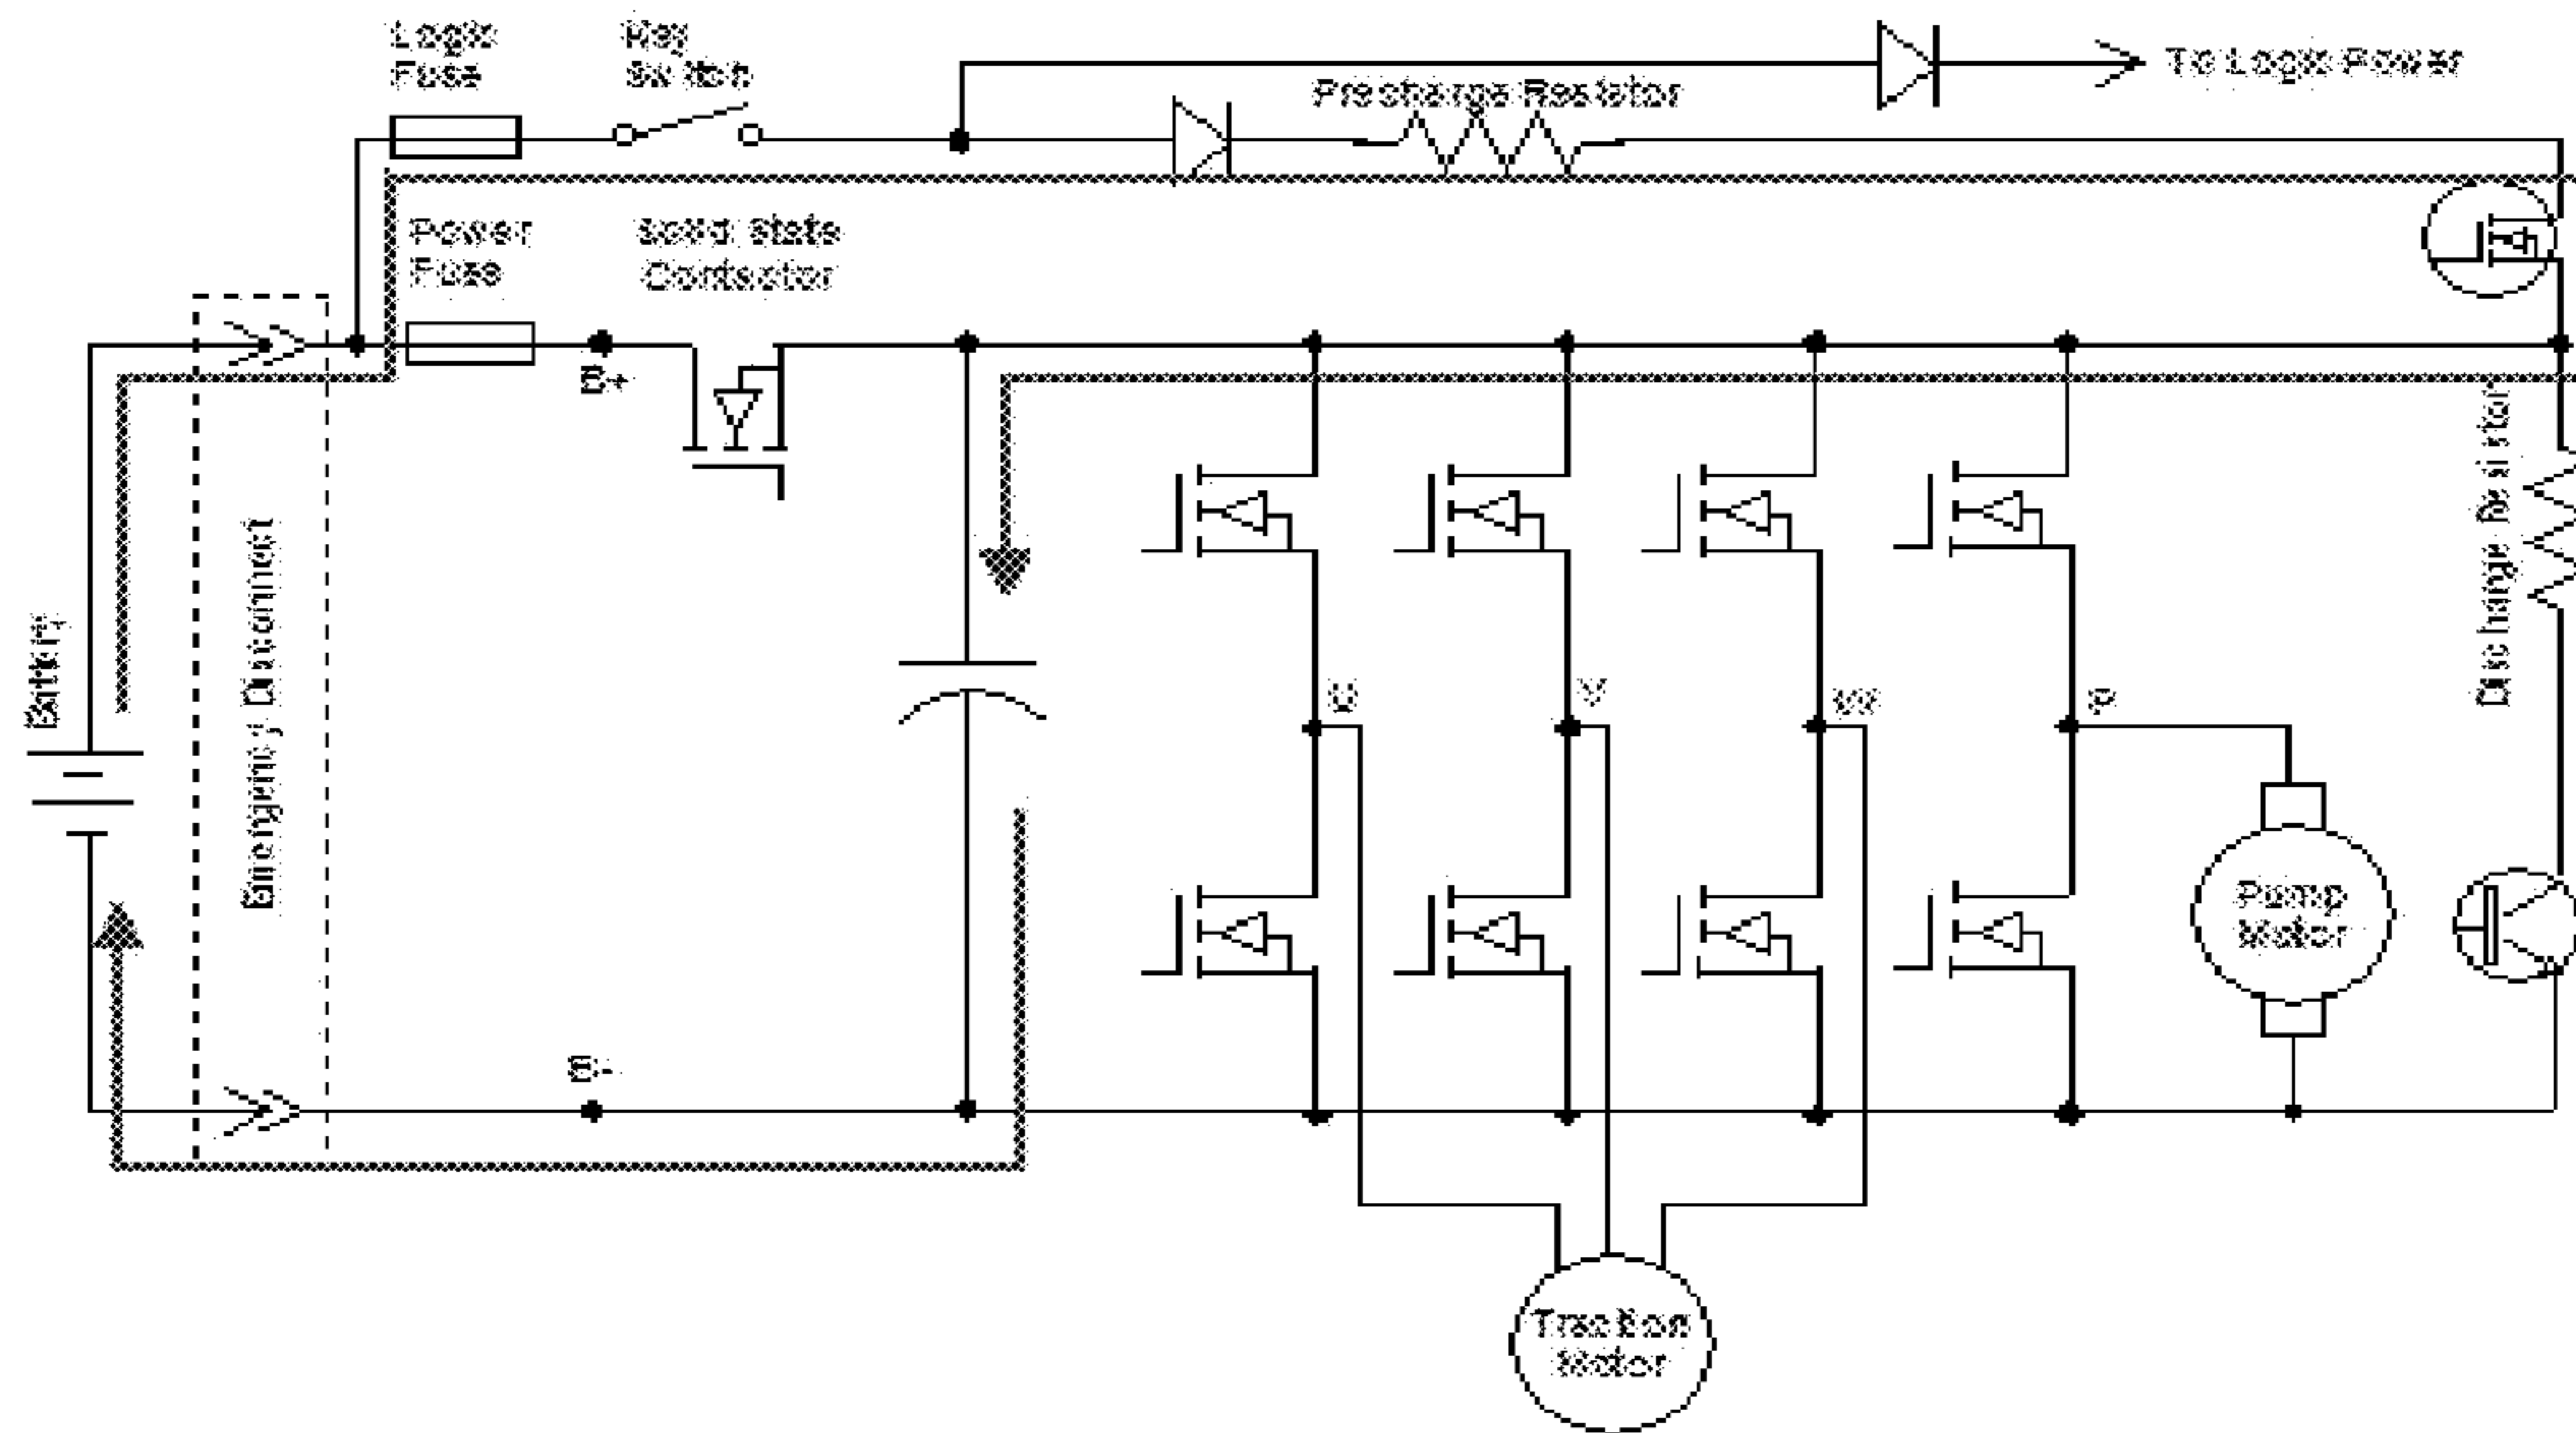 Logic
Fuse
Key
Switch
To Logic Power
Precharge Resistor
Power
Fuse
Solid State
Contactor
B+
Battery
Emergency Disconnect
Discharge Resistor
U
V
W
P
Pump
Motor
B-
Traction
Motor